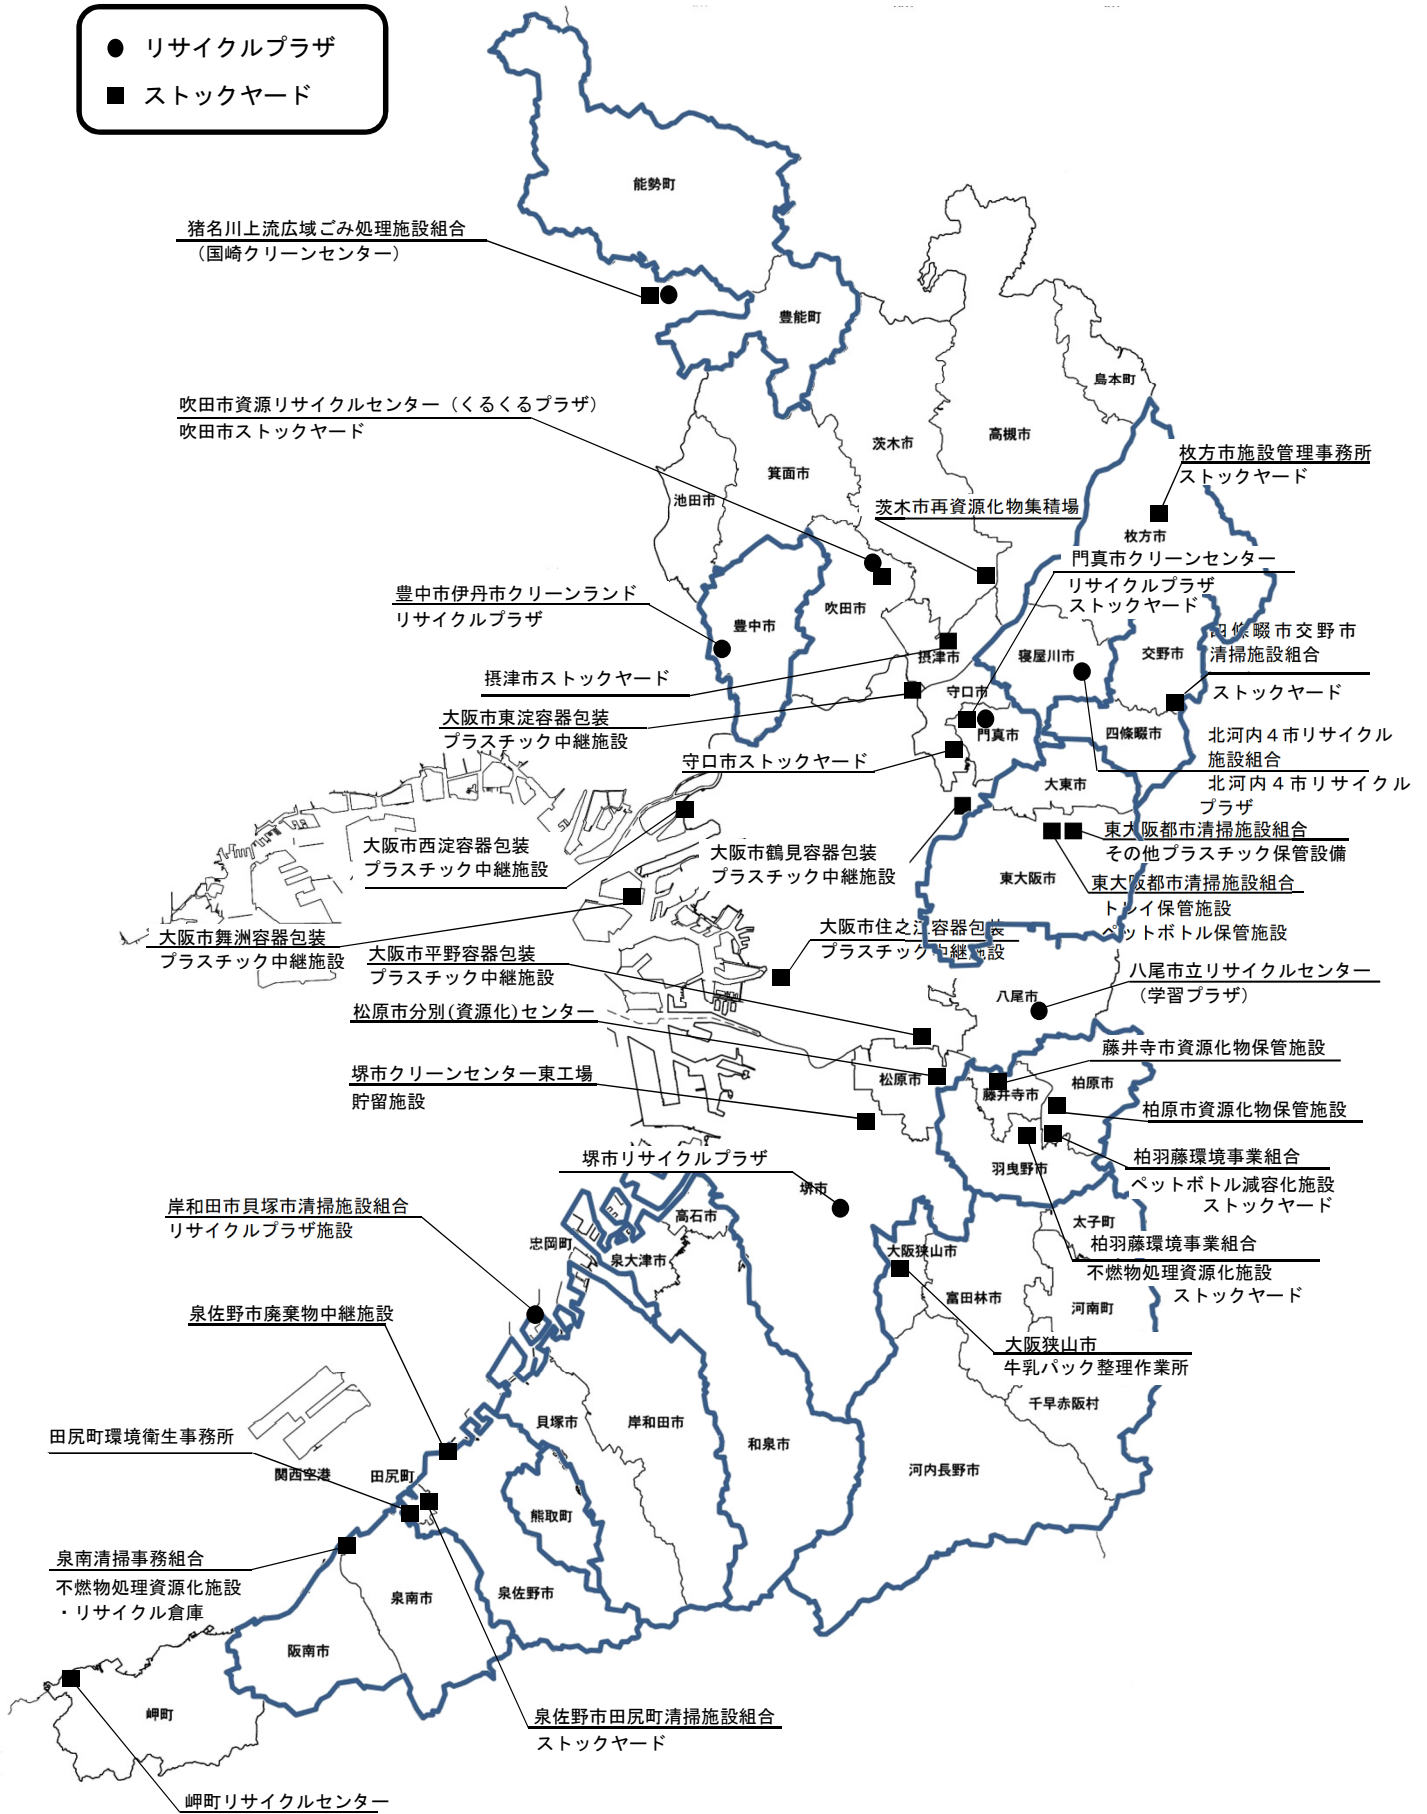 リサイクルプラザ
ストックヤード
能勢町
猪名川上流広域ごみ処理施設組合
（国崎クリーンセンター）
豊能町
島本町
吹田市資源リサイクルセンター（くるくるプラザ）
吹田市ストックヤード
茨木市
高槻市
箕面市
池田市
枚方市施設管理事務所
ストックヤード
茨木市再資源化物集積場
枚方市
門真市クリーンセンター
リサイクルプラザ
ストックヤード
豊中市伊丹市クリーンランド
リサイクルプラザ
吹田市
豊中市
四條畷市交野市
清掃施設組合
ストックヤード
摂津市
寝屋川市
交野市
摂津市ストックヤード
守口市
大阪市東淀容器包装
プラスチック中継施設
門真市
四條畷市
北河内４市リサイクル
施設組合
北河内４市リサイクル
プラザ
守口市ストックヤード
大東市
大阪市西淀容器包装
プラスチック中継施設
大阪市鶴見容器包装
プラスチック中継施設
東大阪都市清掃施設組合
その他プラスチック保管設備
東大阪市
東大阪都市清掃施設組合
トレイ保管施設
ペットボトル保管施設
大阪市舞洲容器包装
プラスチック中継施設
大阪市平野容器包装
プラスチック中継施設
大阪市住之江容器包装
プラスチック中継施設
八尾市立リサイクルセンター
（学習プラザ）
八尾市
松原市分別(資源化)センター
藤井寺市資源化物保管施設
堺市クリーンセンター東工場
貯留施設
松原市
藤井寺市
柏原市
柏原市資源化物保管施設
柏羽藤環境事業組合
ペットボトル減容化施設
ストックヤード
羽曳野市
堺市リサイクルプラザ
堺市
岸和田市貝塚市清掃施設組合
リサイクルプラザ施設
高石市
太子町
忠岡町
泉大津市
大阪狭山市
柏羽藤環境事業組合
不燃物処理資源化施設
ストックヤード
富田林市
河南町
泉佐野市廃棄物中継施設
大阪狭山市
牛乳パック整理作業所
千早赤阪村
貝塚市
岸和田市
和泉市
田尻町環境衛生事務所
関西空港
田尻町
河内長野市
熊取町
泉南清掃事務組合
不燃物処理資源化施設
・リサイクル倉庫
泉南市
泉佐野市
阪南市
岬町
泉佐野市田尻町清掃施設組合
ストックヤード
岬町リサイクルセンター